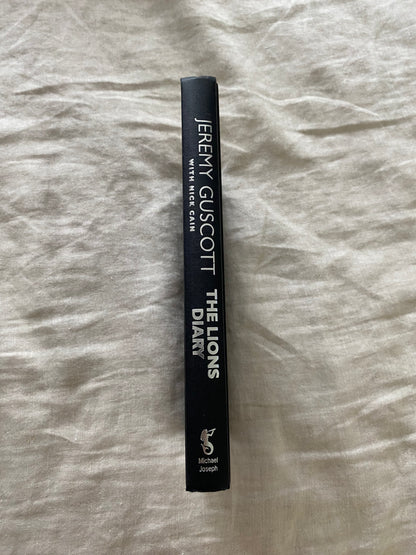 JEREMY GUSCOTT
WITH NICK CAIN
THE LIONS
DIARY
Michael
Joseph